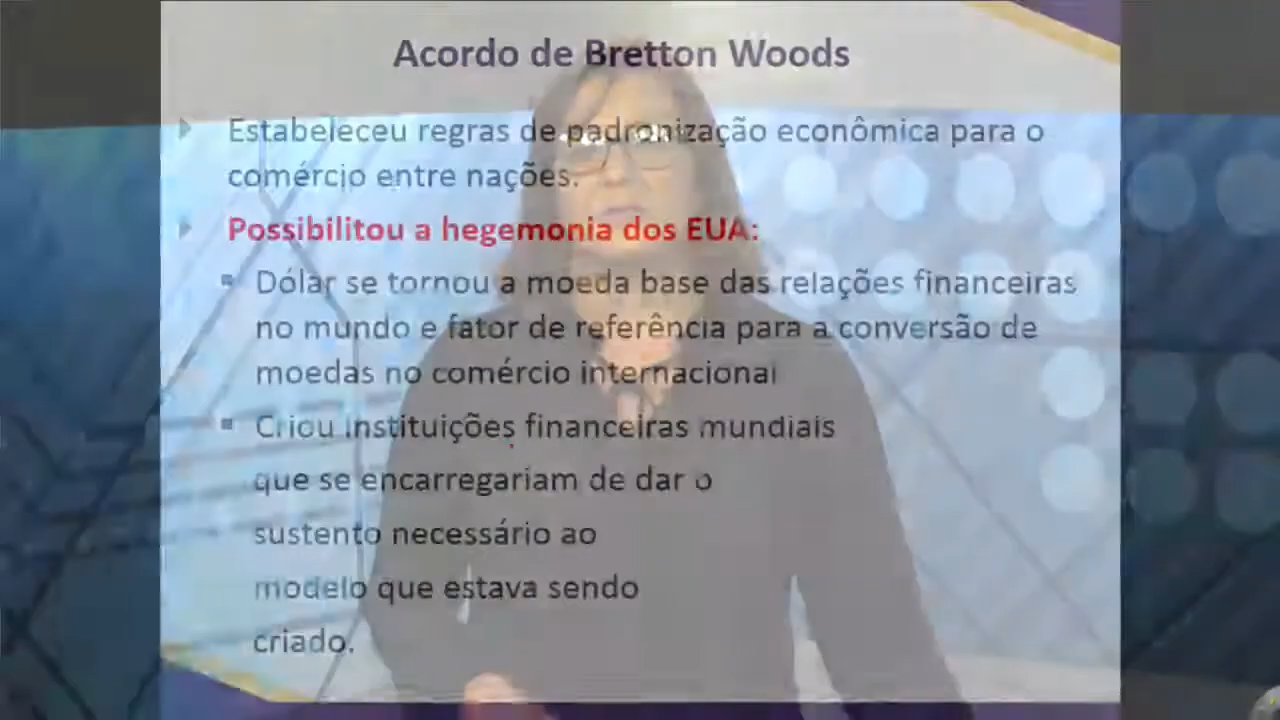 Acordo de Bretton Woods
Estabeleceu regras de padronização econômica para o
comércio entre nações.
Possibilitou a hegemonia dos EUA:
Dólar se tornou a moeda base das relações financeiras
no mundo e fator de referência para a conversão de
moedas no comércio internacional
Criou instituições financeiras mundiais
que se encarregariam de dar o
sustento necessário ao
modelo que estava sendo
criado.